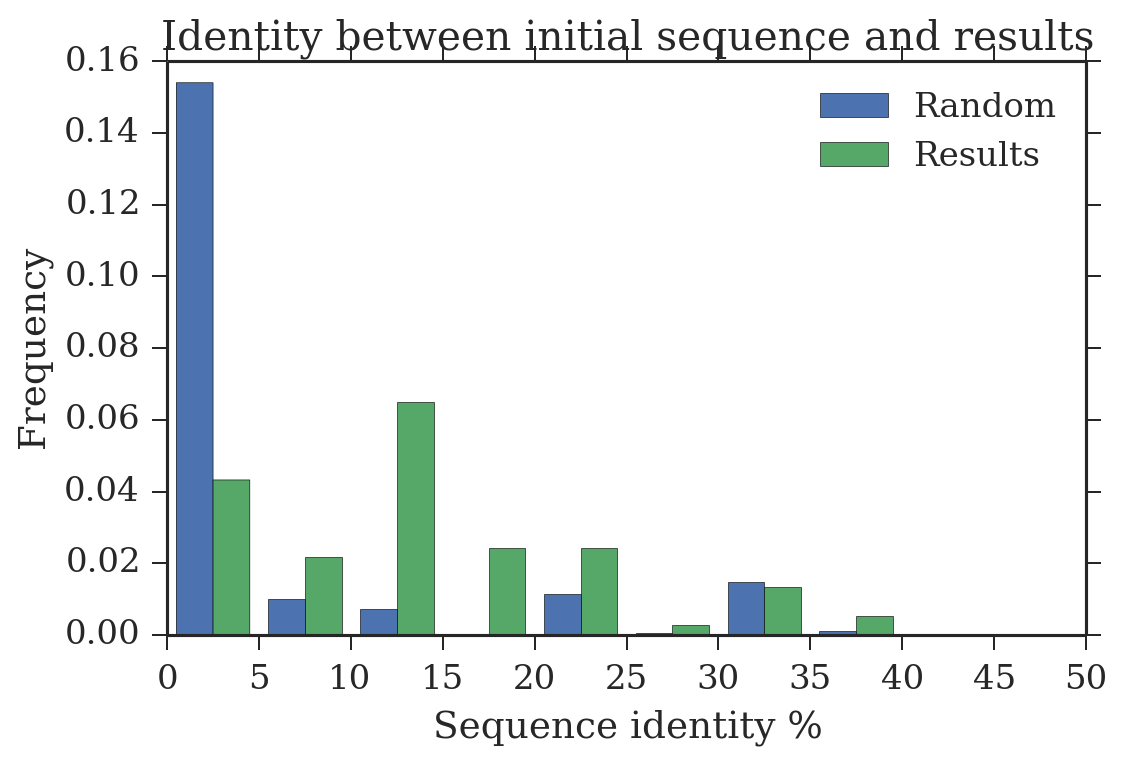 Identity between initial sequence and results
0.16
0.14
0.12
0.10
0.08
0.06
0.04
0.02
0.00
Frequency
Random
Results
0 5 10 15 20 25 30 35 40 45 50
Sequence identity %